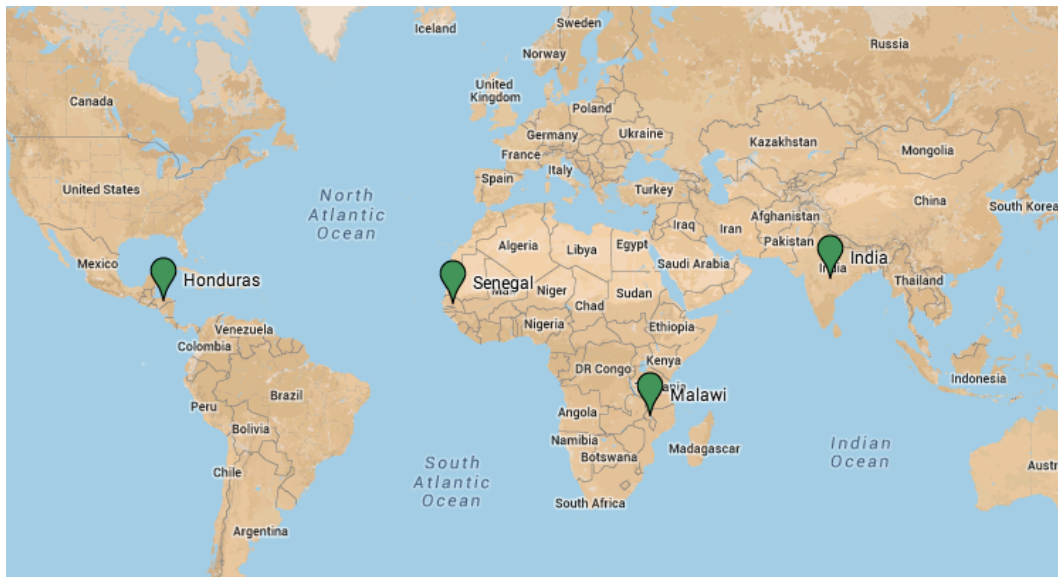 Iceland
Sweden
Norway
Russia
Canada
United
Kingdom
Poland
Germany
Ukraine
Kazakhstan
Mongolia
France
Italy
Spain
United States
North
Atlantic
Ocean
Turkey
China
South Korea
Afghanistan
Iraq
Iran
Algeria
Libya
Egypt
Pakistan
Mexico
Saudi Arabia
India
Honduras
Senegal
Niger
Sudan
Thailand
Chad
Nigeria
Ethiopia
Venezuela
Colombia
Kenya
DR Congo
Indonesia
Brazil
Malawi
Peru
Angola
Bolivia
Namibia
Botswana
Madagascar
Indian
Ocean
South
Atlantic
Ocean
Chile
Austr
South Africa
Argentina